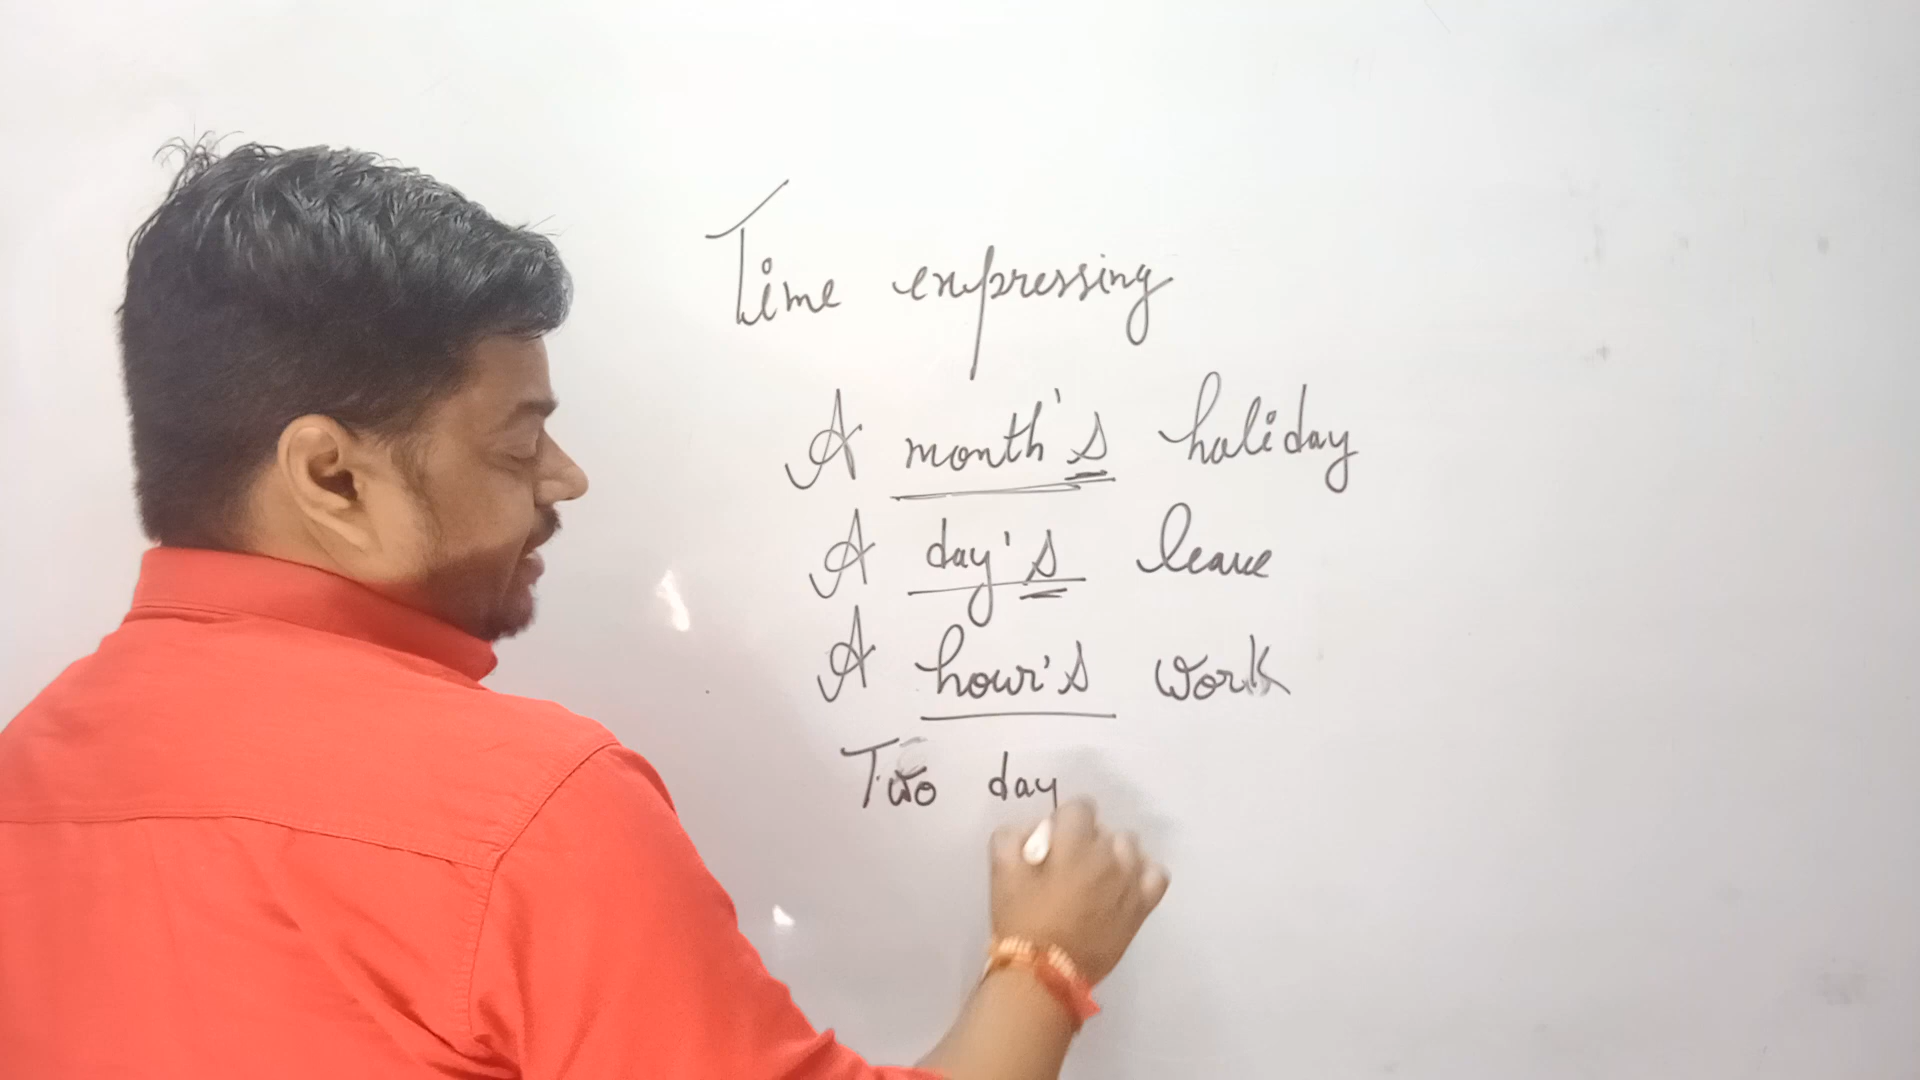 Time expressing
A month's holiday
A day's leave
A hour's work
Two day